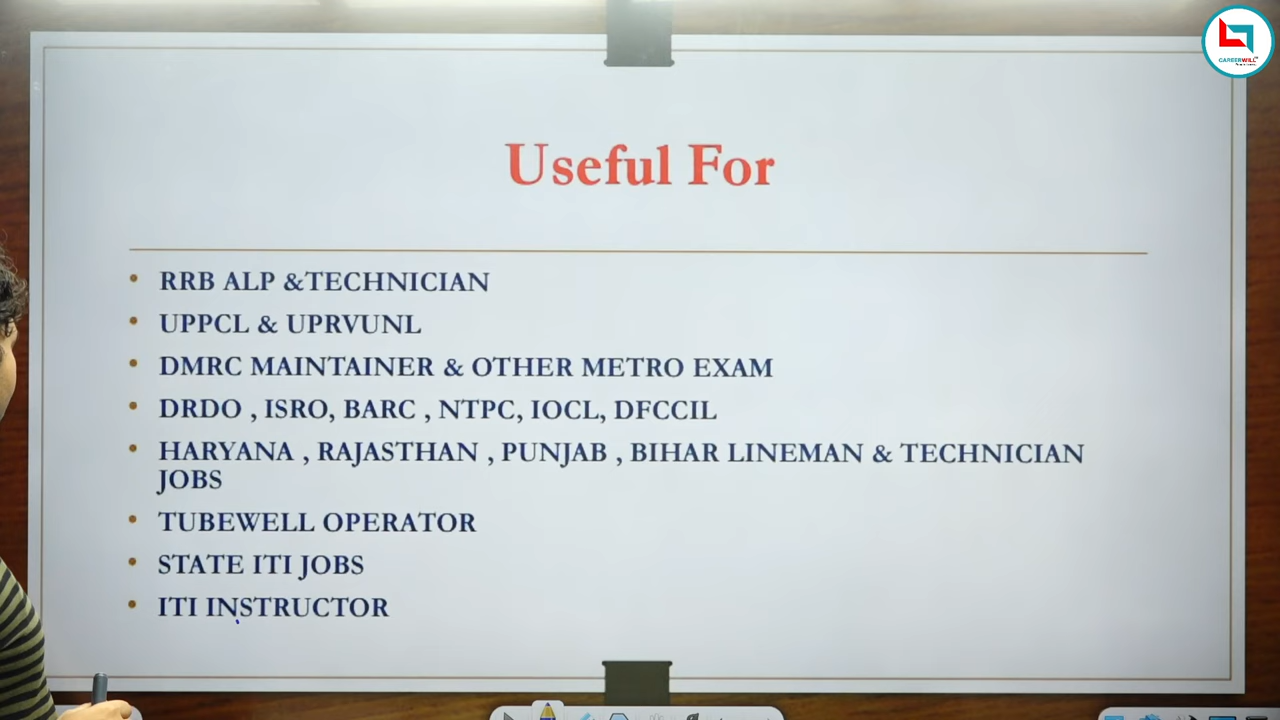 CAREERWILL
Useful For
• RRB ALP &TECHNICIAN
• UPPCL & UPRVUNL
• DMRC MAINTAINER & OTHER METRO EXAM
• DRDO , ISRO, BARC , NTPC, IOCL, DFCCIL
• HARYANA , RAJASTHAN , PUNJAB , BIHAR LINEMAN & TECHNICIAN
JOBS
• TUBEWELL OPERATOR
• STATE ITI JOBS
• ITI INSTRUCTOR